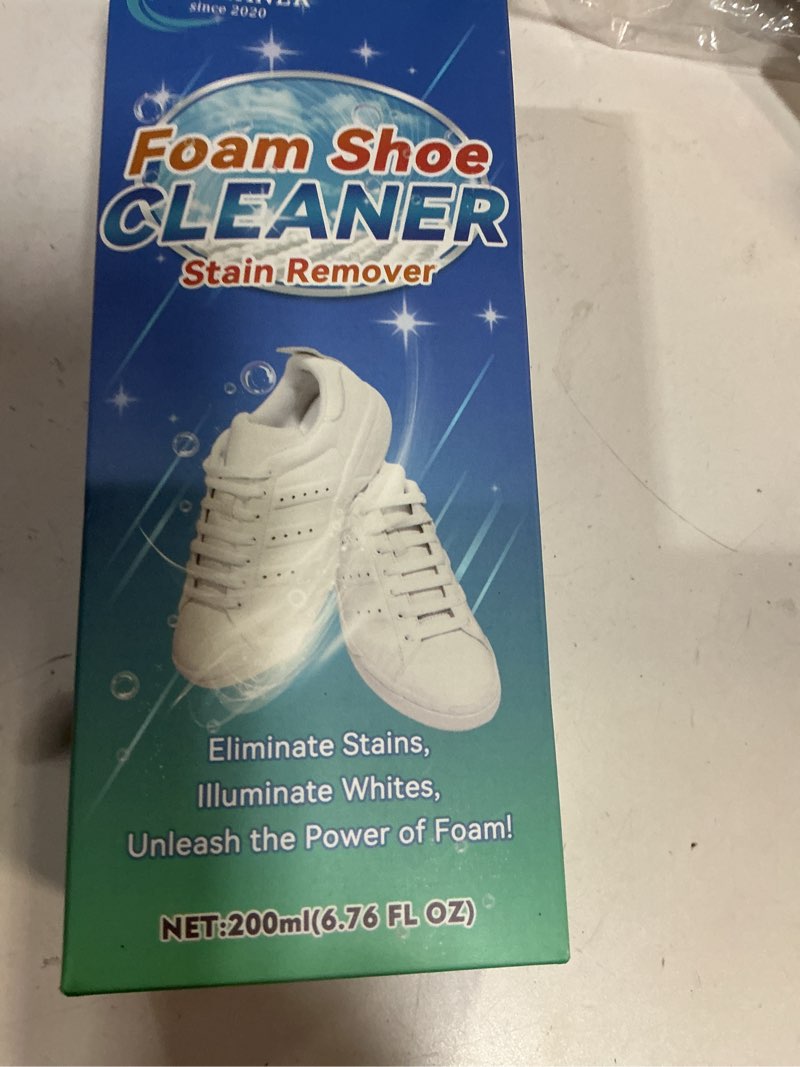 since 2020
Foam Shoe
CLEANER
Stain Remover
Eliminate Stains,
Illuminate Whites,
Unleash the Power of Foam!
NET:200ml(6.76 FL OZ)